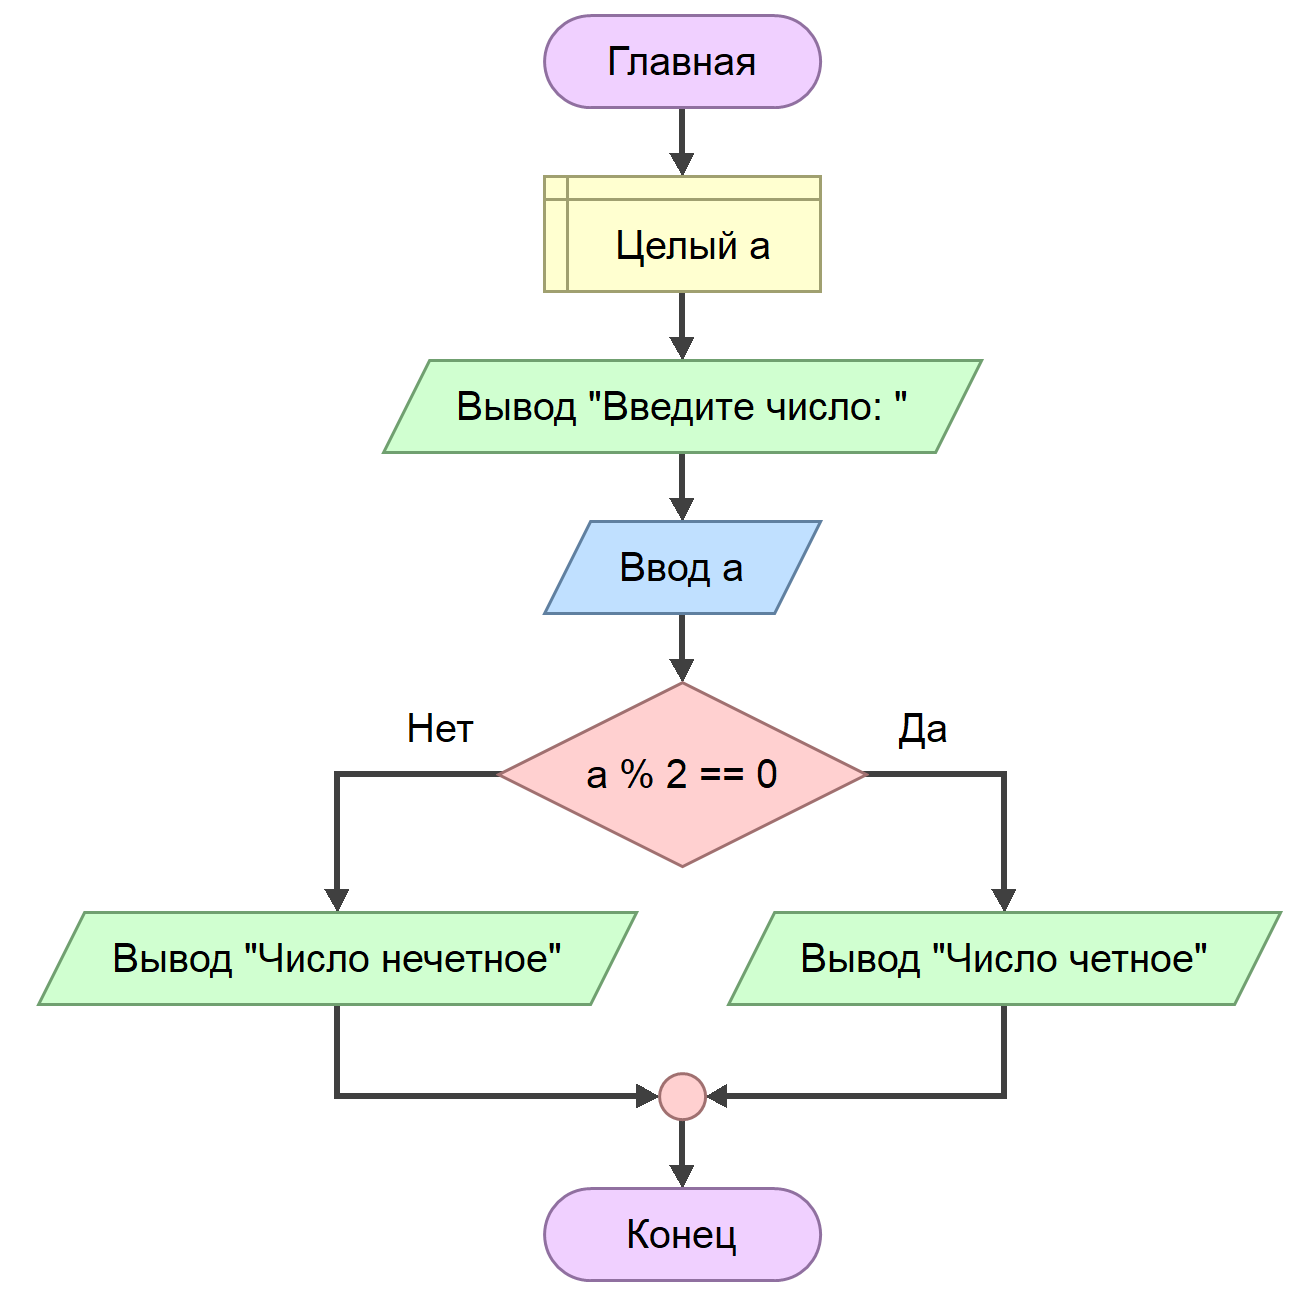 Главная
Целый a
Вывод "Введите число: "
Ввод a
Нет
Да
a % 2 == 0
Вывод "Число нечетное"
Вывод "Число четное"
Конец